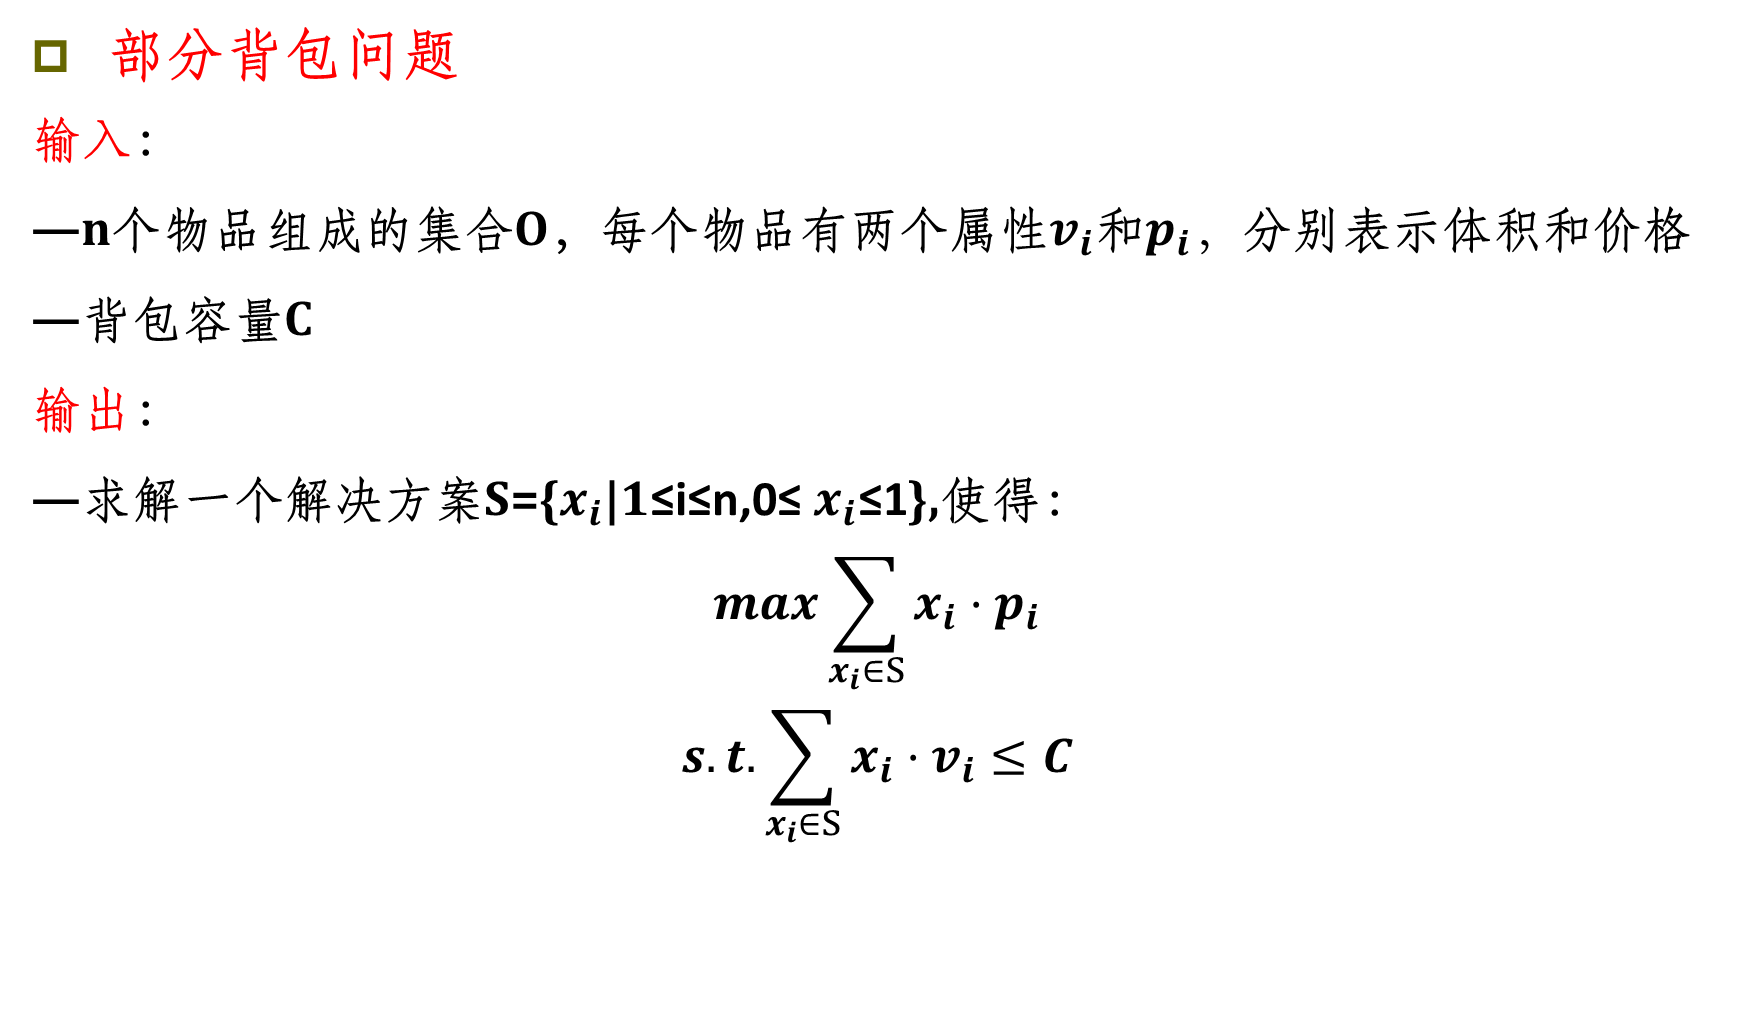 部分背包问题
输入：
—n个物品组成的集合O，每个物品有两个属性𝒗ᵢ和𝒑ᵢ，分别表示体积和价格
—背包容量C
输出：
—求解一个解决方案S={𝒙ᵢ|1≤i≤n,0≤ 𝒙ᵢ≤1},使得：
max ∑ xᵢ · pᵢ
xᵢ∈S
s.t. ∑ xᵢ · vᵢ ≤ C
xᵢ∈S